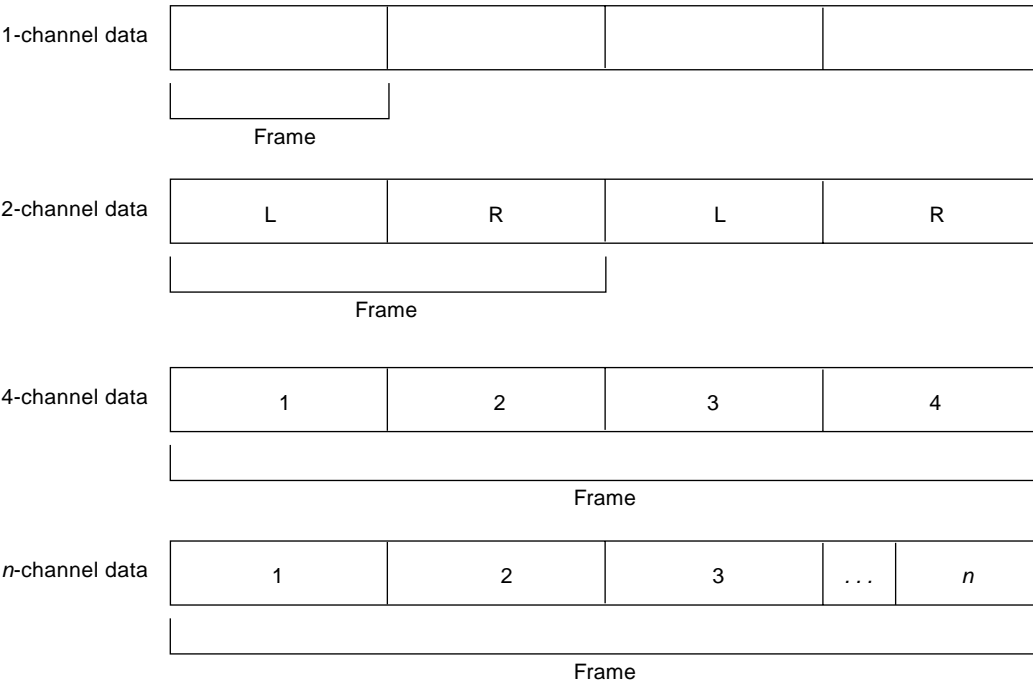 1-channel data
Frame
2-channel data L R L R
Frame
4-channel data 1 2 3 4
Frame
n-channel data 1 2 3 . . . n
Frame